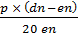 p × (dn − en)
20 en